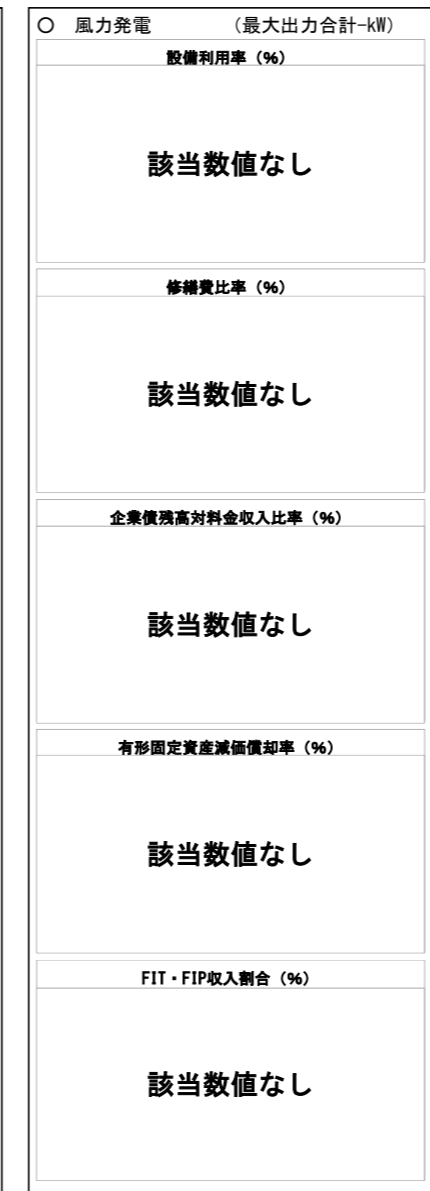 ○ 風力発電 (最大出力合計-kW)
設備利用率（%）
該当数値なし
修繕費比率（%）
該当数値なし
企業債残高対料金収入比率（%）
該当数値なし
有形固定資産減価償却率（%）
該当数値なし
FIT・FIP収入割合（%）
該当数値なし